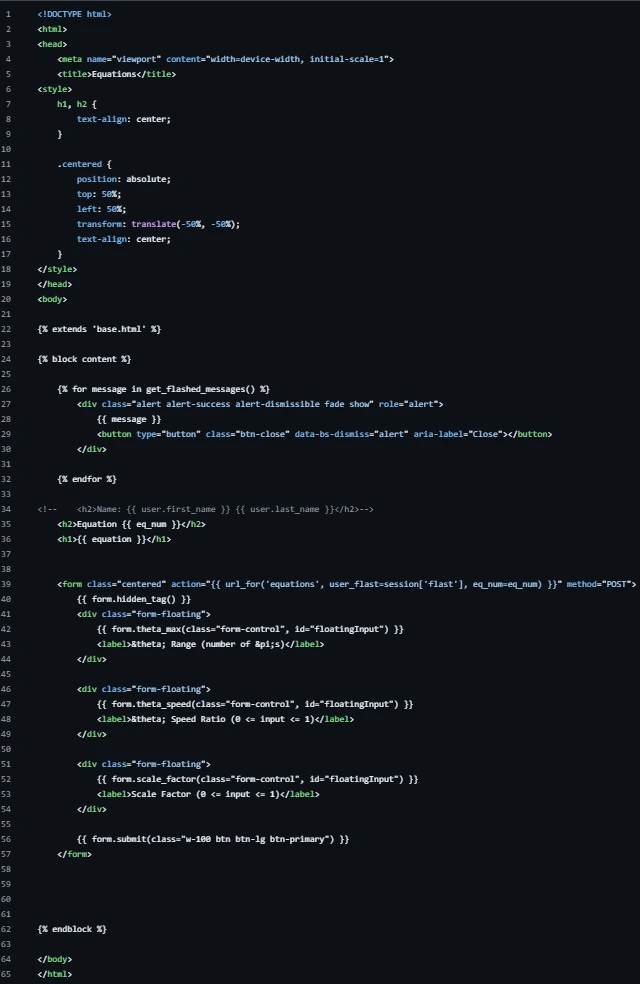 1 <!DOCTYPE html>
2 <html>
3 <head>
4 <meta name="viewport" content="width=device-width, initial-scale=1">
5 <title>Equations</title>
6 <style>
7 h1, h2 {
8 text-align: center;
9 }
10
11 .centered {
12 position: absolute;
13 top: 50%;
14 left: 50%;
15 transform: translate(-50%, -50%);
16 text-align: center;
17 }
18 </style>
19 </head>
20 <body>
21
22 {% extends 'base.html' %}
23
24 {% block content %}
25
26 {% for message in get_flashed_messages() %}
27 <div class="alert alert-success alert-dismissible fade show" role="alert">
28 {{ message }}
29 <button type="button" class="btn-close" data-bs-dismiss="alert" aria-label="Close"></button>
30 </div>
31
32 {% endfor %}
33
34 <!-- <h2>Name: {{ user.first_name }} {{ user.last_name }}</h2>-->
35 <h2>Equation {{ eq_num }}</h2>
36 <h1>{{ equation }}</h1>
37
38
39 <form class="centered" action="{{ url_for('equations', user_flast=session['flast'], eq_num=eq_num) }}" method="POST">
40 {{ form.hidden_tag() }}
41 <div class="form-floating">
42 {{ form.theta_max(class="form-control", id="floatingInput") }}
43 <label>&theta; Range (number of &pi;s)</label>
44 </div>
45
46 <div class="form-floating">
47 {{ form.theta_speed(class="form-control", id="floatingInput") }}
48 <label>&theta; Speed Ratio (0 <= input <= 1)</label>
49 </div>
50
51 <div class="form-floating">
52 {{ form.scale_factor(class="form-control", id="floatingInput") }}
53 <label>Scale Factor (0 <= input <= 1)</label>
54 </div>
55
56 {{ form.submit(class="w-100 btn btn-lg btn-primary") }}
57 </form>
58
59
60
61
62 {% endblock %}
63
64 </body>
65 </html>